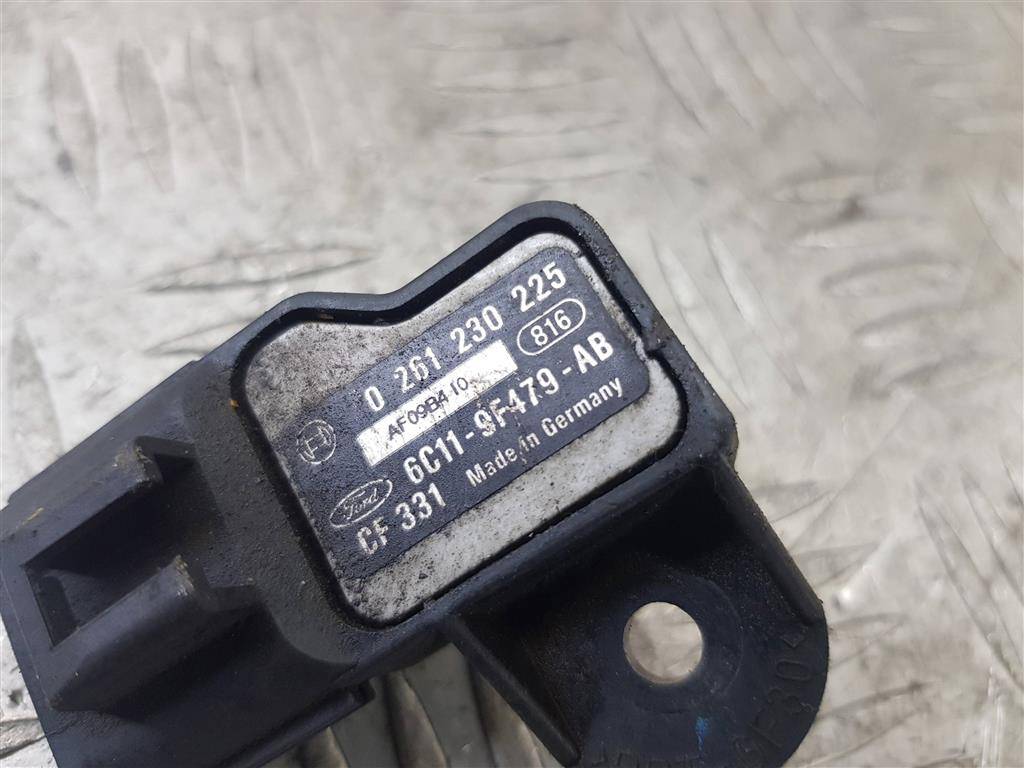 0 261 230 225
AF09B4-10
816
6C11-9F479-AB
Ford
CF 331 Made in Germany